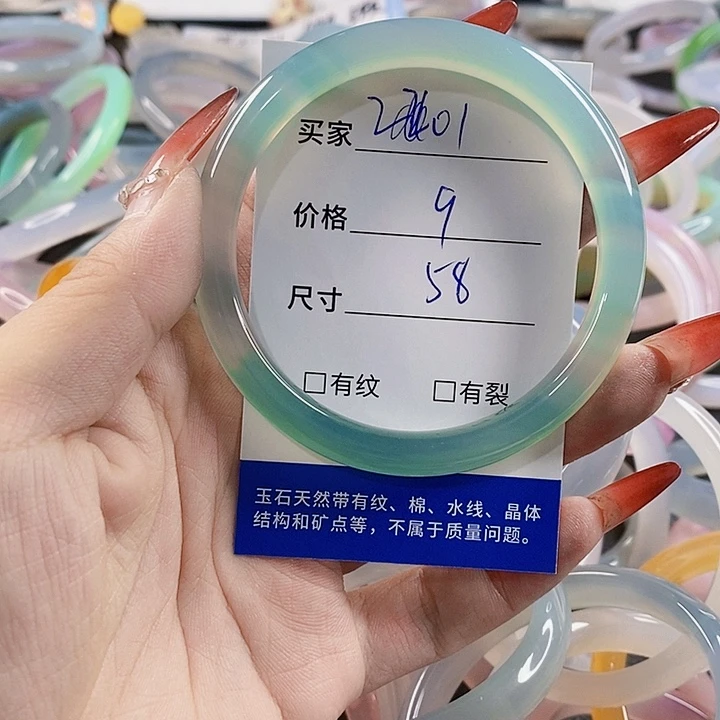 买家
价格 9
尺寸 58
□有纹 □有裂
玉石天然带有纹、棉、水线、晶体
结构和矿点等，不属于质量问题。